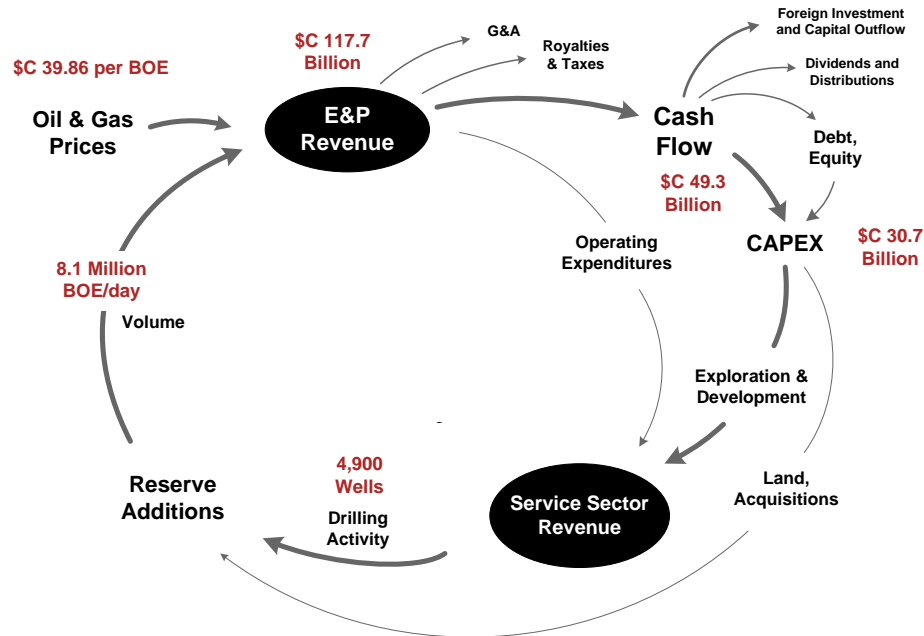 Foreign Investment
and Capital Outflow
G&A
$C 117.7
Billion
Royalties
& Taxes
$C 39.86 per BOE
Dividends and
Distributions
Oil & Gas
Prices
E&P
Revenue
Cash
Flow
Debt,
Equity
$C 49.3
Billion
CAPEX
$C 30.7
Billion
Operating
Expenditures
8.1 Million
BOE/day
Volume
Exploration &
Development
4,900
Wells
Reserve
Additions
Drilling
Activity
Service Sector
Revenue
Land,
Acquisitions